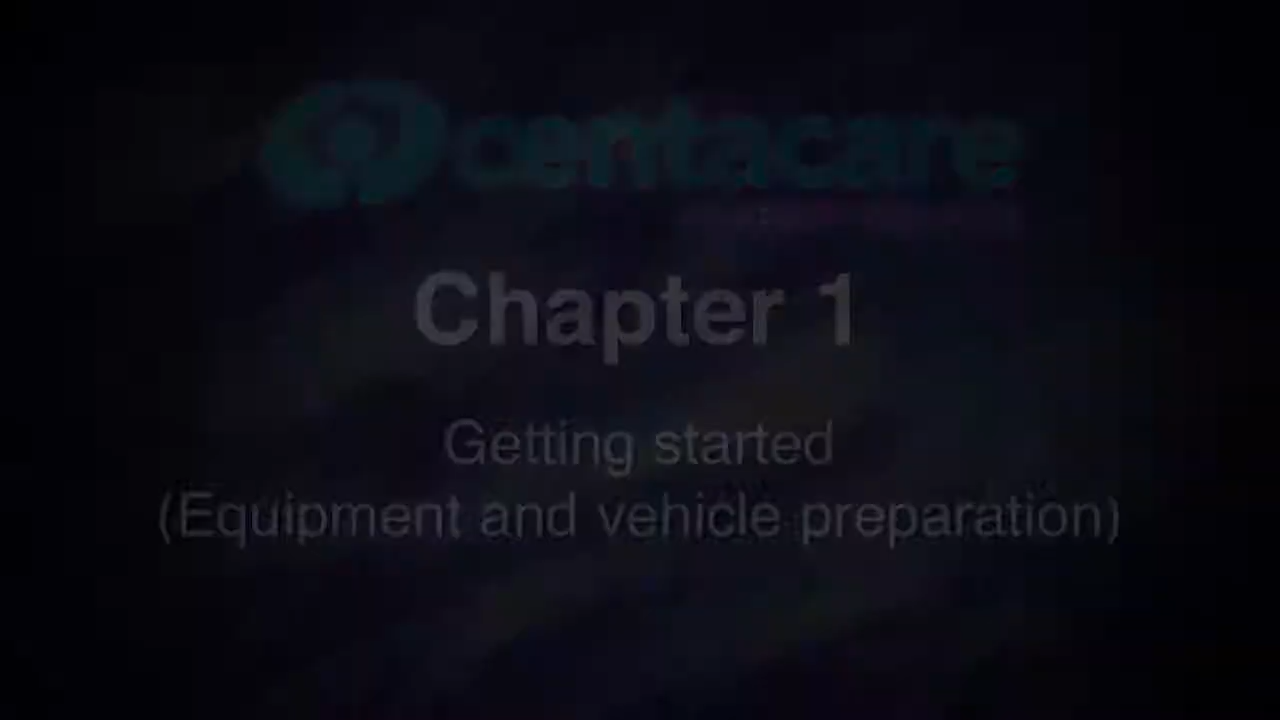 centacare
Chapter 1
Getting started
(Equipment and vehicle preparation)